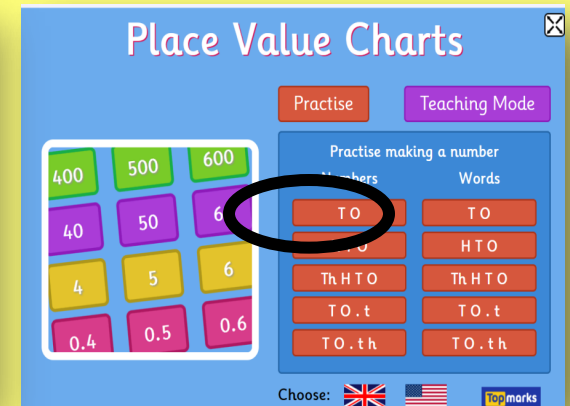 Place Value Charts
Practise Teaching Mode
400 500 600
40 50
4 5 6
0.4 0.5 0.6
Practise making a number
Words
T O T O
H T O
Th H T O Th H T O
T O . t T O . t
T O . th T O . th
Choose:
Topmarks